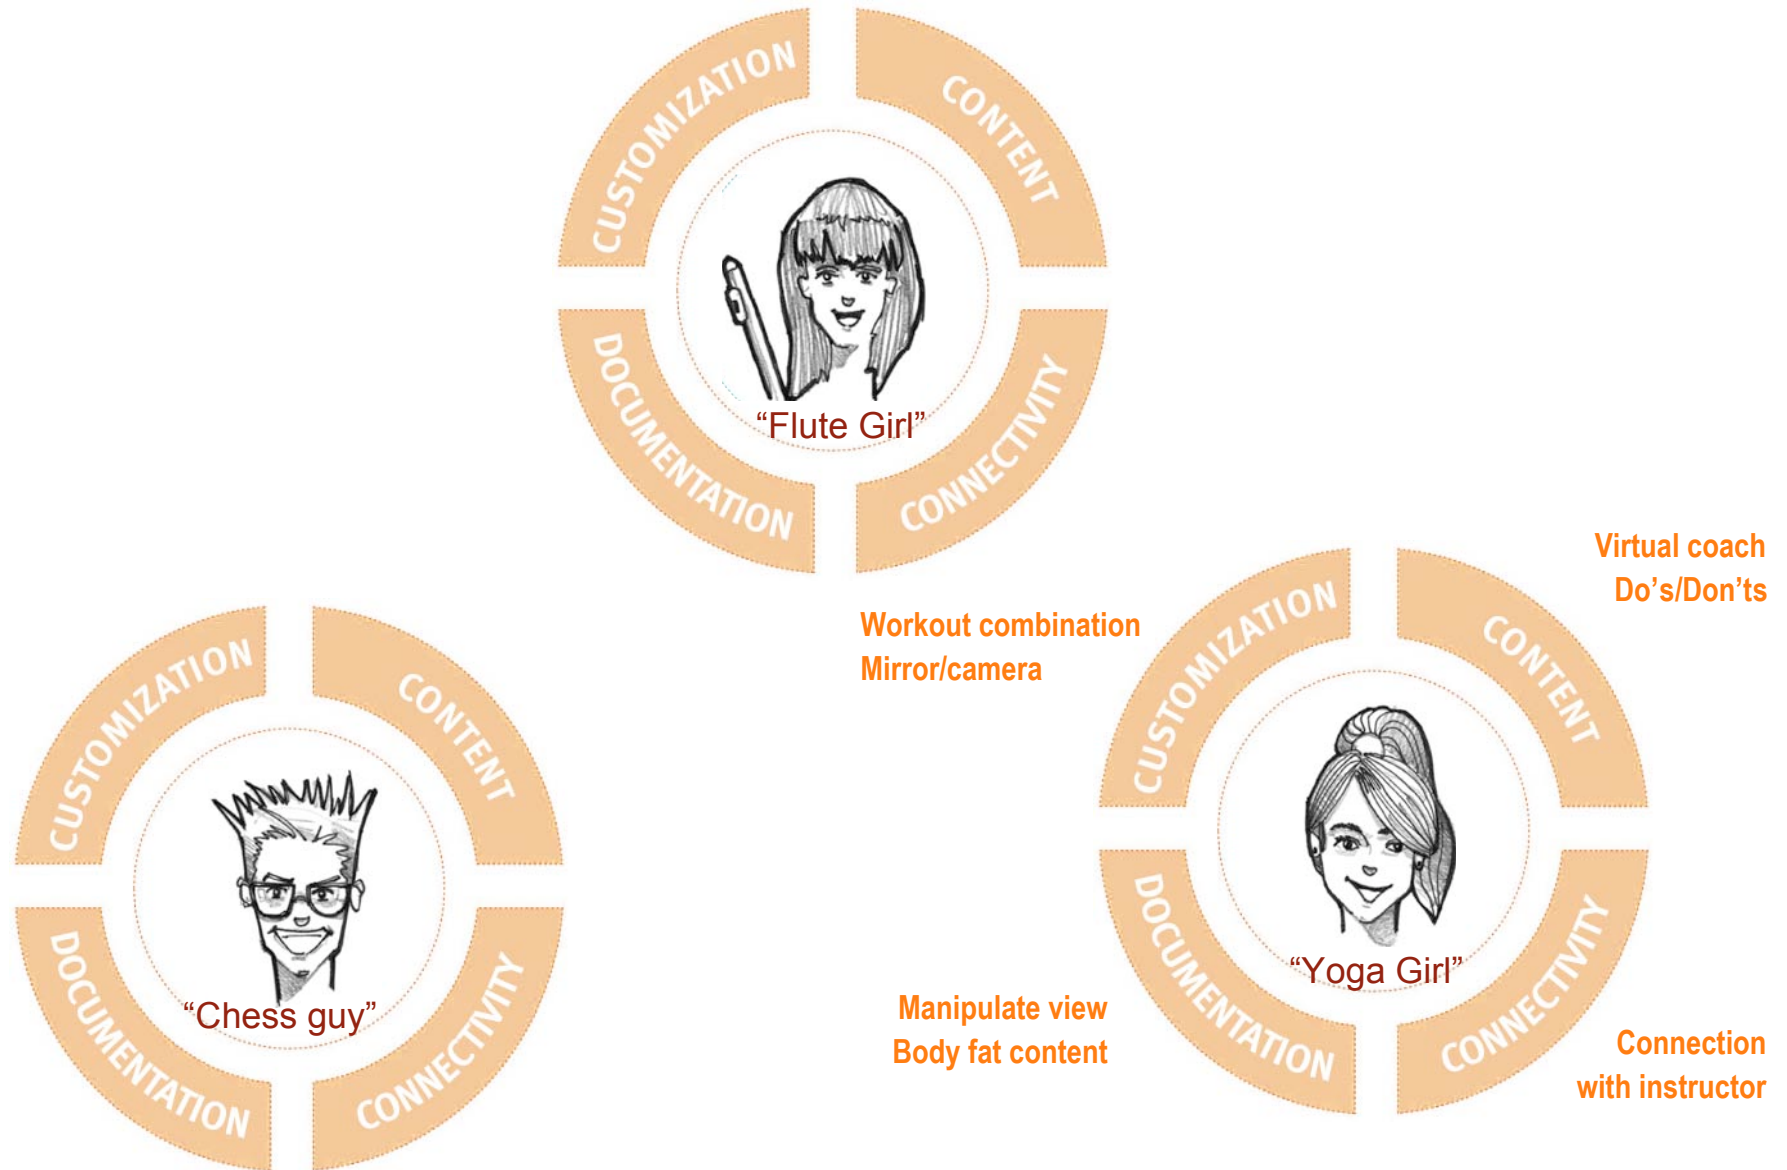 CUSTOMIZATION
CONTENT
DOCUMENTATION
CONNECTIVITY
“Flute Girl”
CUSTOMIZATION
CONTENT
DOCUMENTATION
CONNECTIVITY
“Chess guy”
Workout combination
Mirror/camera
Virtual coach
Do’s/Don’ts
CUSTOMIZATION
CONTENT
DOCUMENTATION
CONNECTIVITY
“Yoga Girl”
Manipulate view
Body fat content
Connection
with instructor